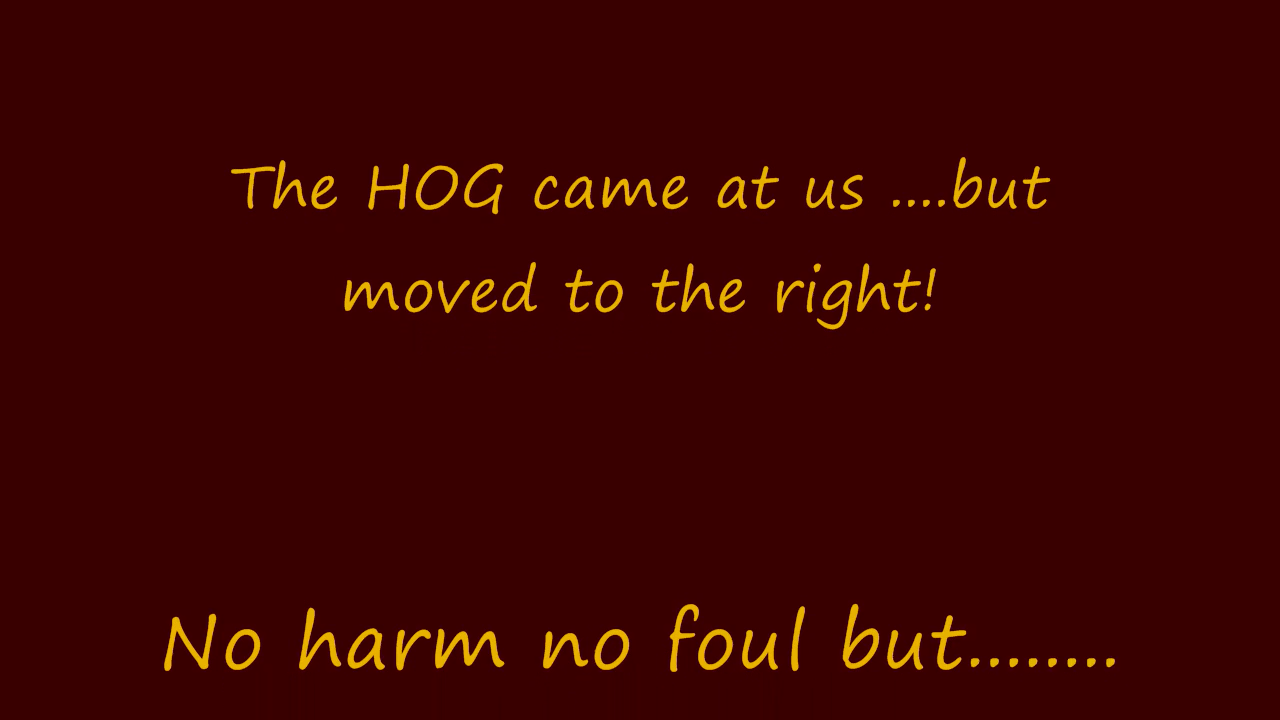 The HOG came at us ....but
moved to the right!
No harm no foul but........